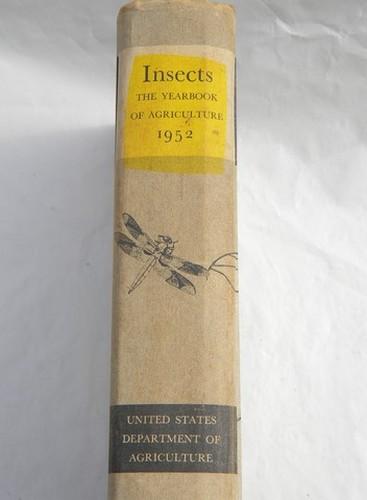 Insects
THE YEARBOOK
OF AGRICULTURE
1952
UNITED STATES
DEPARTMENT OF
AGRICULTURE